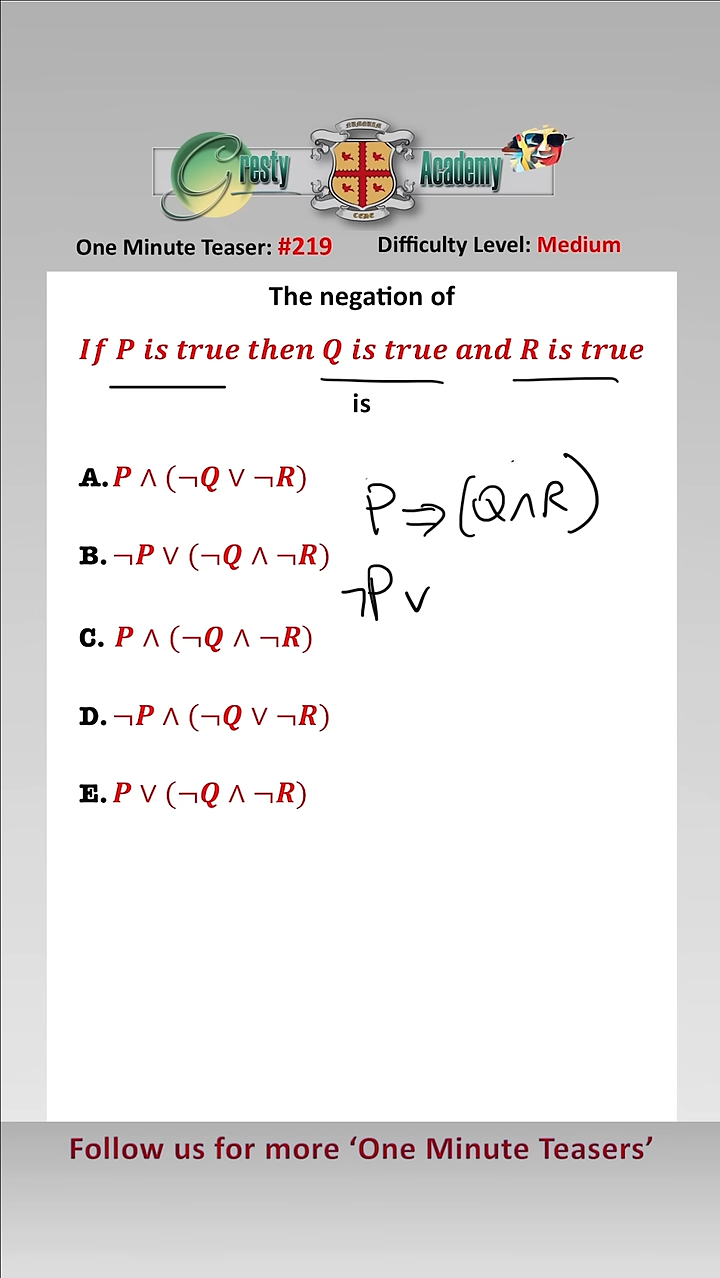 Gresty Academy
One Minute Teaser: #219 Difficulty Level: Medium
The negation of
If P is true then Q is true and R is true
is
A. P ∧ (¬Q ∨ ¬R)
P ⇒ (Q ∧ R)
B. ¬P ∨ (¬Q ∧ ¬R)
¬P ∨
C. P ∧ (¬Q ∧ ¬R)
D. ¬P ∧ (¬Q ∨ ¬R)
E. P ∨ (¬Q ∧ ¬R)
Follow us for more ‘One Minute Teasers’